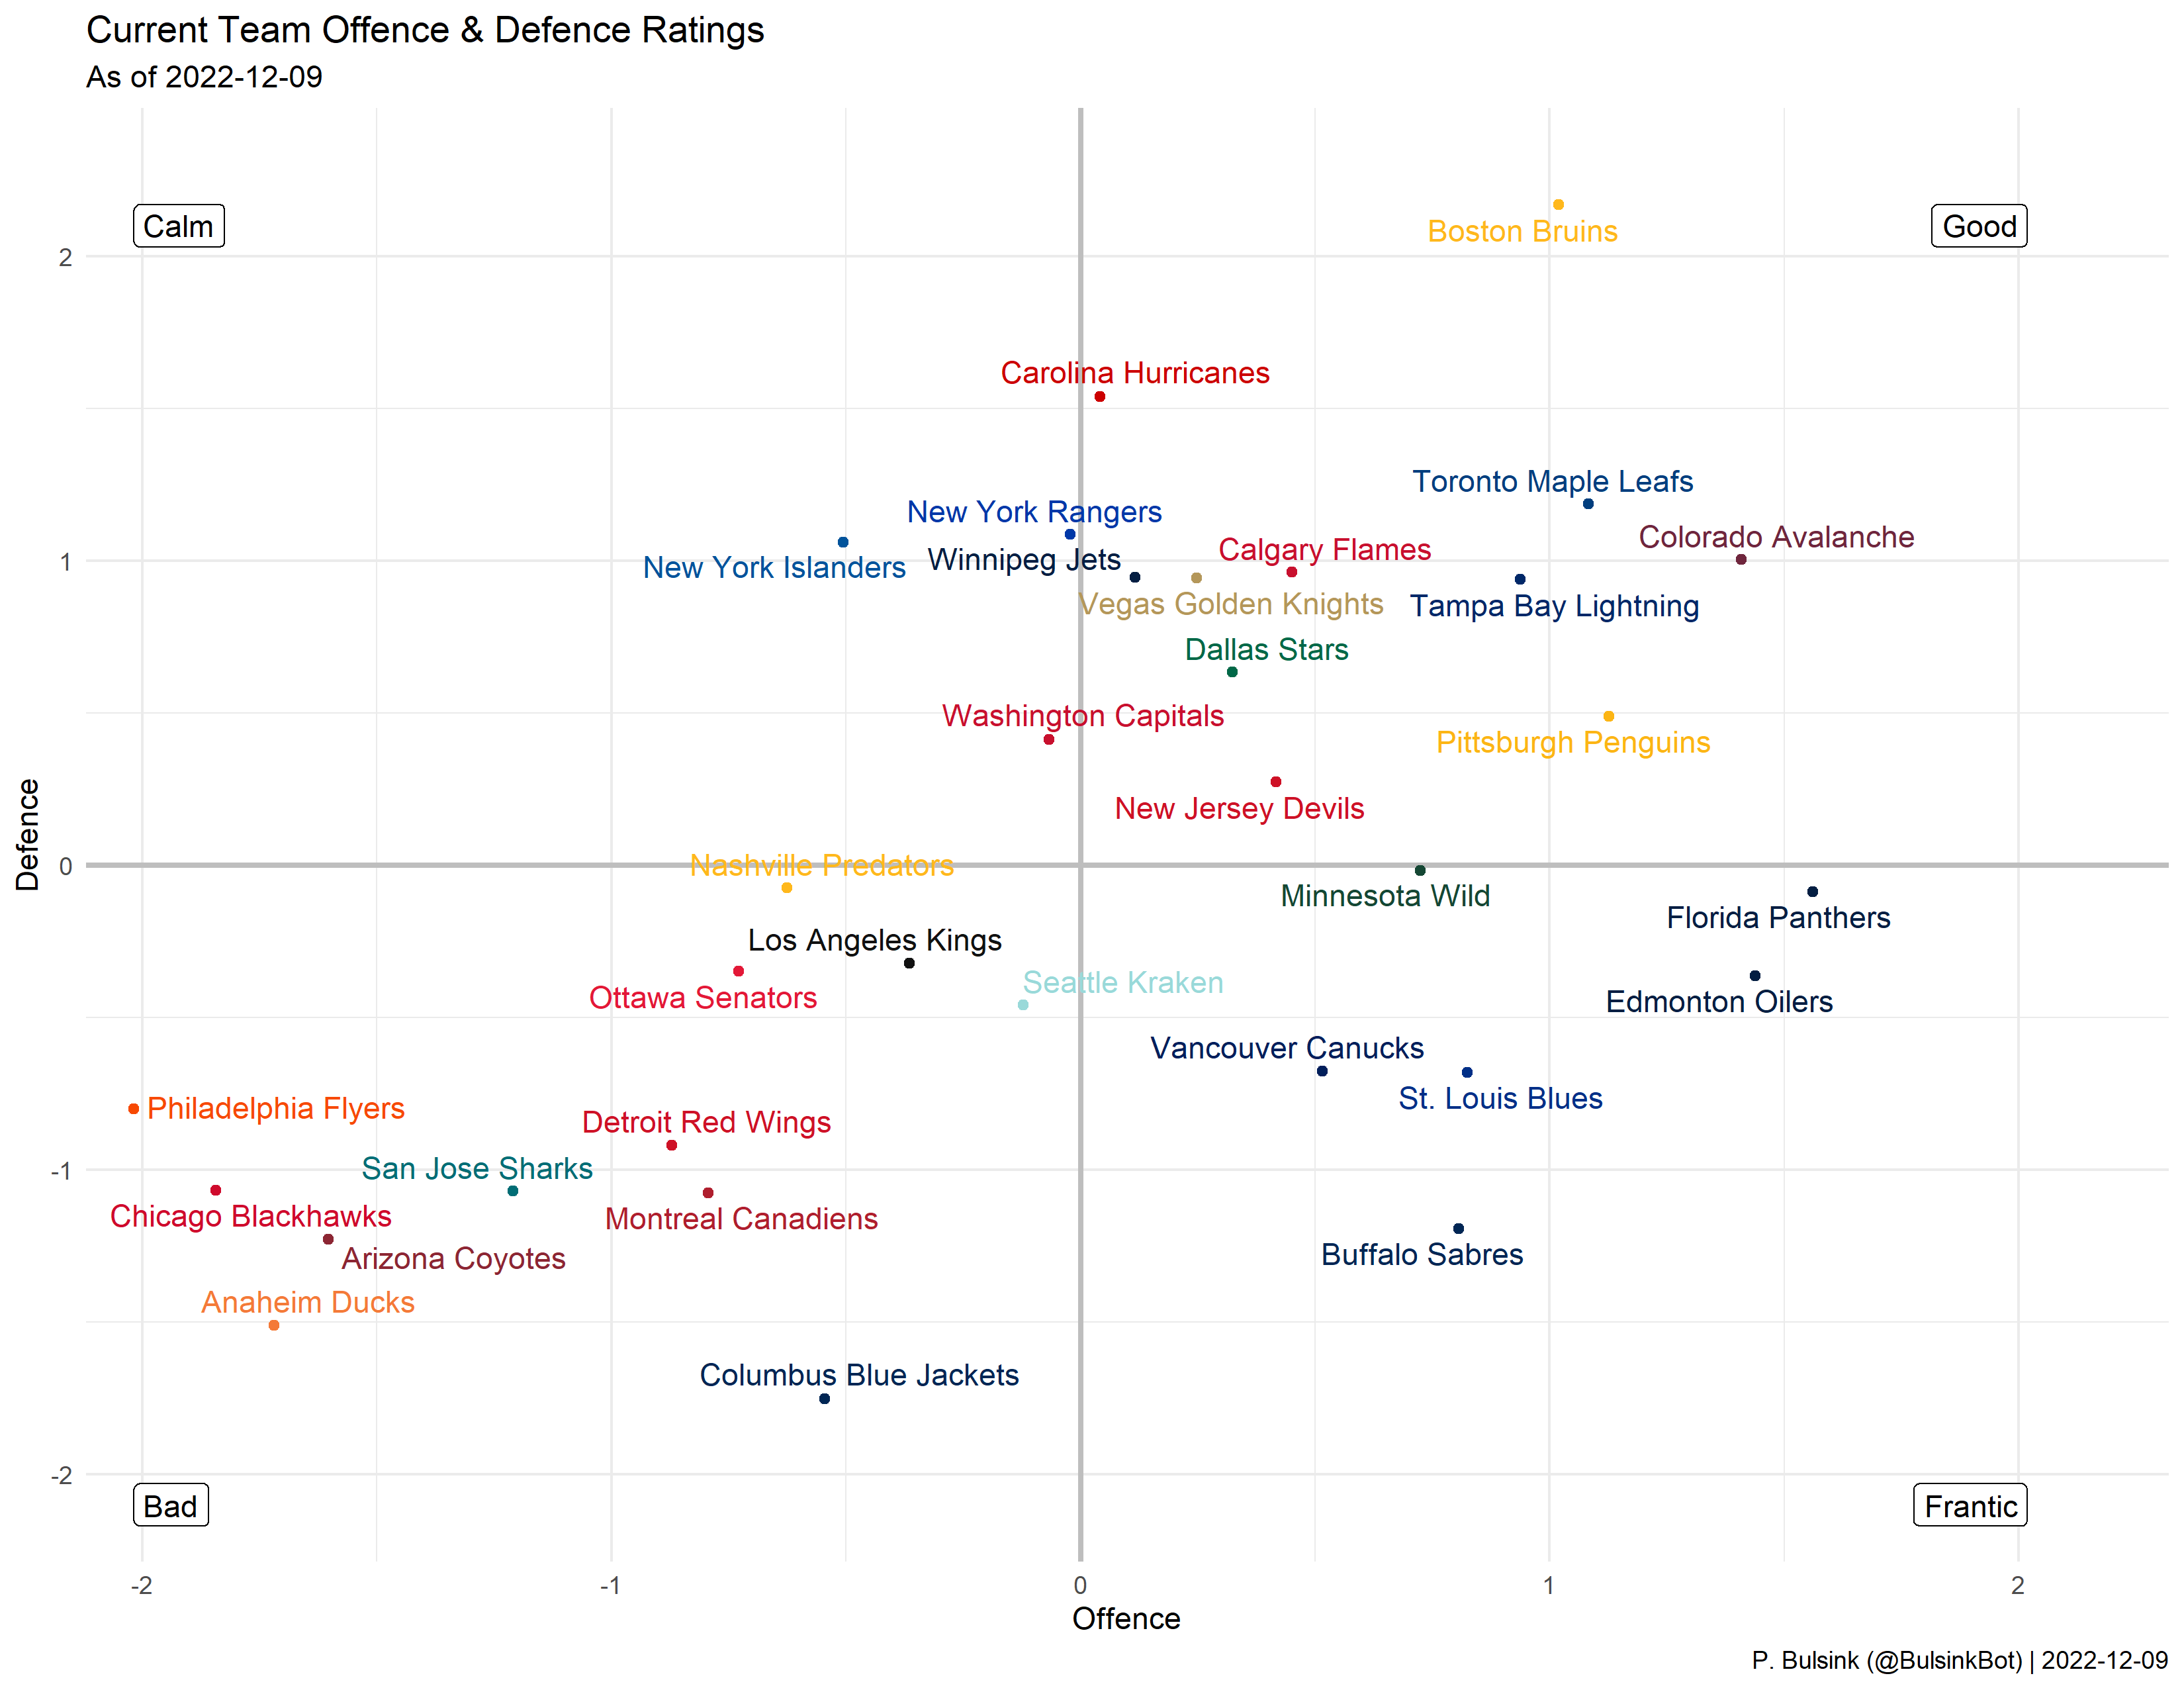 Current Team Offence & Defence Ratings
As of 2022-12-09
Calm
Good
Boston Bruins
2
Carolina Hurricanes
Toronto Maple Leafs
New York Rangers
Colorado Avalanche
Calgary Flames
Winnipeg Jets
1
New York Islanders
Vegas Golden Knights
Tampa Bay Lightning
Dallas Stars
Washington Capitals
Pittsburgh Penguins
New Jersey Devils
Defence
0
Nashville Predators
Minnesota Wild
Florida Panthers
Los Angeles Kings
Seattle Kraken
Ottawa Senators
Edmonton Oilers
Vancouver Canucks
St. Louis Blues
Philadelphia Flyers
Detroit Red Wings
-1
San Jose Sharks
Chicago Blackhawks
Montreal Canadiens
Buffalo Sabres
Arizona Coyotes
Anaheim Ducks
Columbus Blue Jackets
-2
Bad
Frantic
-2
-1
0
1
2
Offence
P. Bulsink (@BulsinkBot) | 2022-12-09